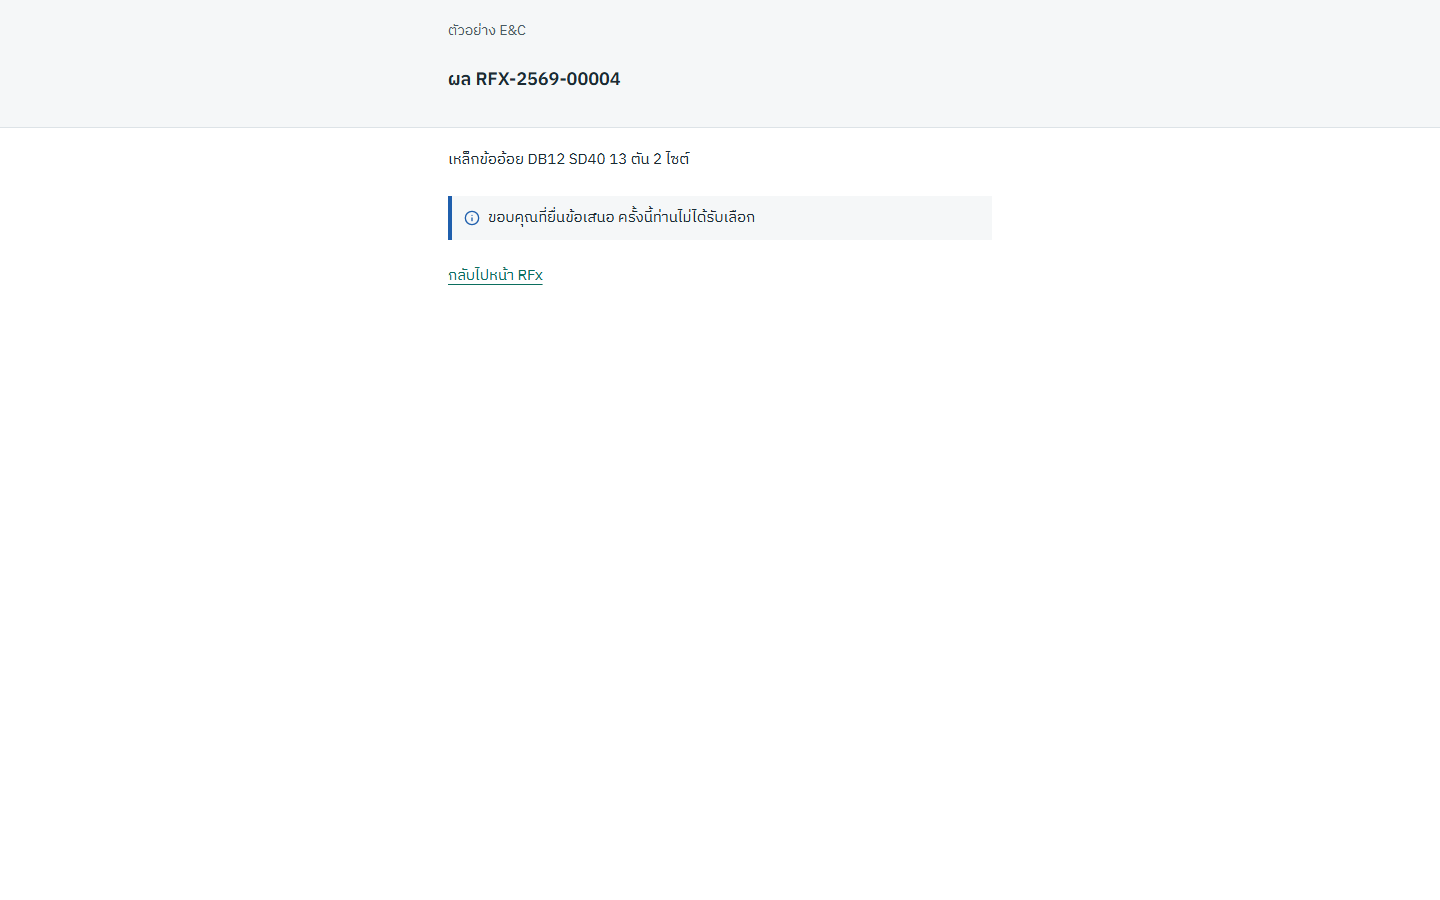 ตัวอย่าง E&C
ผล RFX-2569-00004
เหล็กข้ออ้อย DB12 SD40 13 ตัน 2 ไซต์
ขอบคุณที่ยื่นข้อเสนอ ครั้งนี้ท่านไม่ได้รับเลือก
กลับไปหน้า RFx